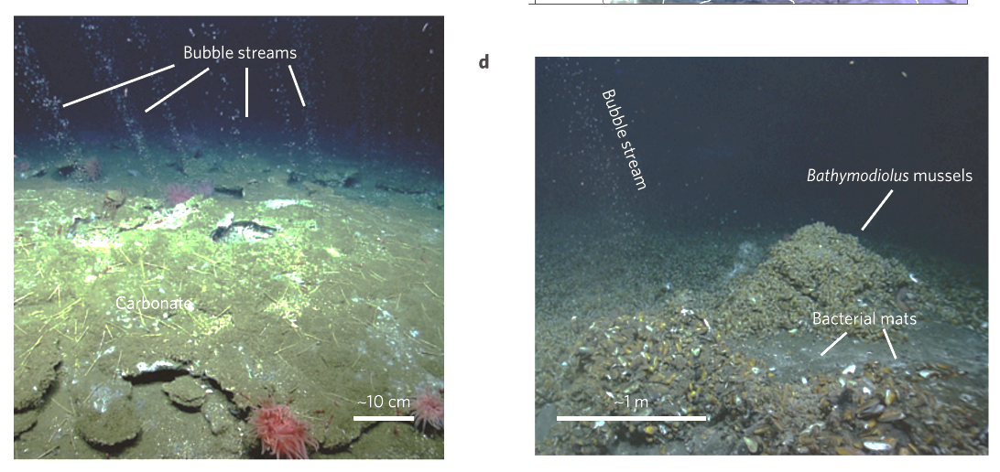 Bubble streams
Carbonate
~10 cm
d
Bubble stream
Bathymodiolus mussels
Bacterial mats
~1 m